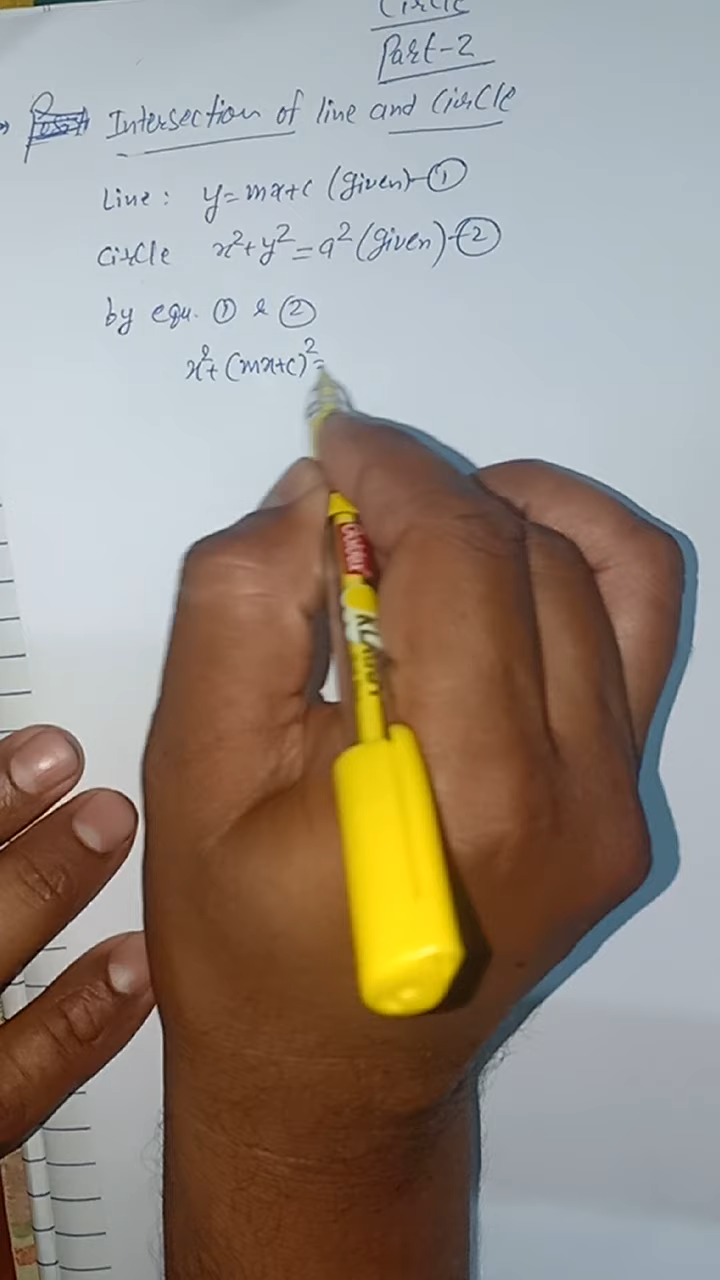 Circle
Part-2
Intersection of line and Circle
Line : y=mx+c (given)-①
Circle x²+y²=a² (given)-②
by equ. ① & ②
x²+(mx+c)²=